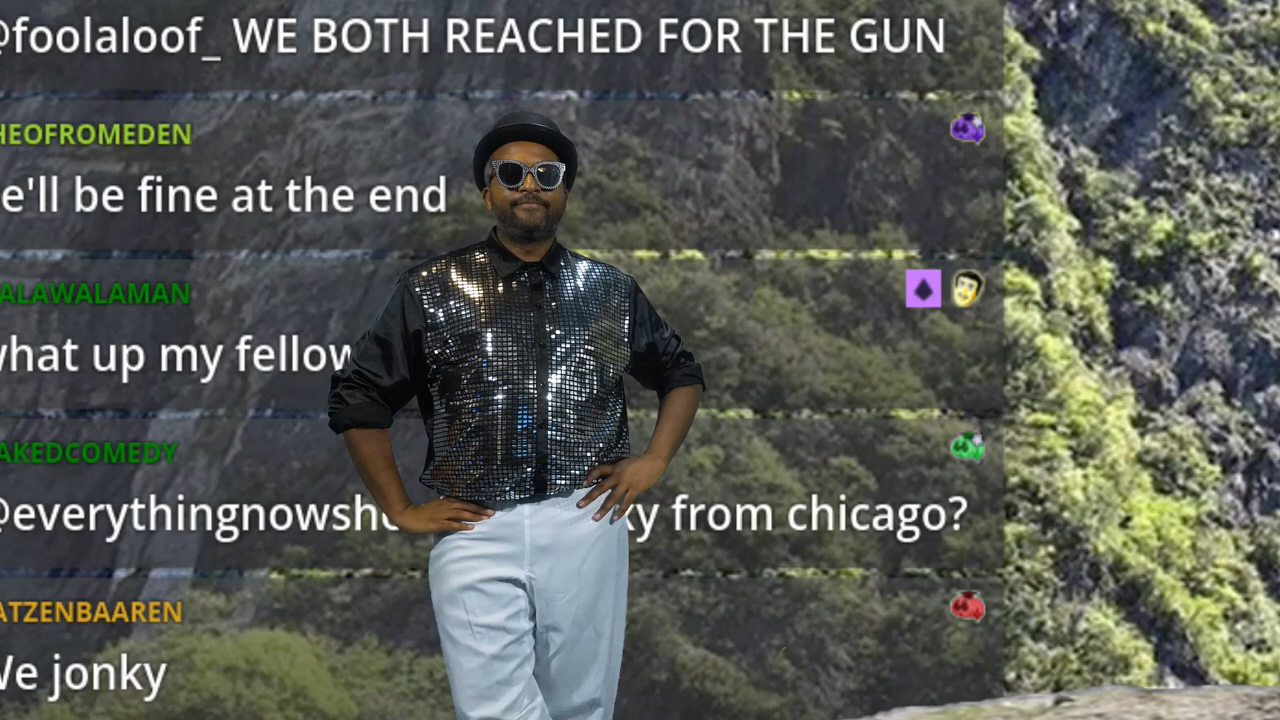 @foolaloof_ WE BOTH REACHED FOR THE GUN
HEOFROMEDEN
e'll be fine at the end
ALAWALAMAN
what up my fellow
AKEDCOMEDY
@everythingnowsho ky from chicago?
ATZENBAAREN
We jonky